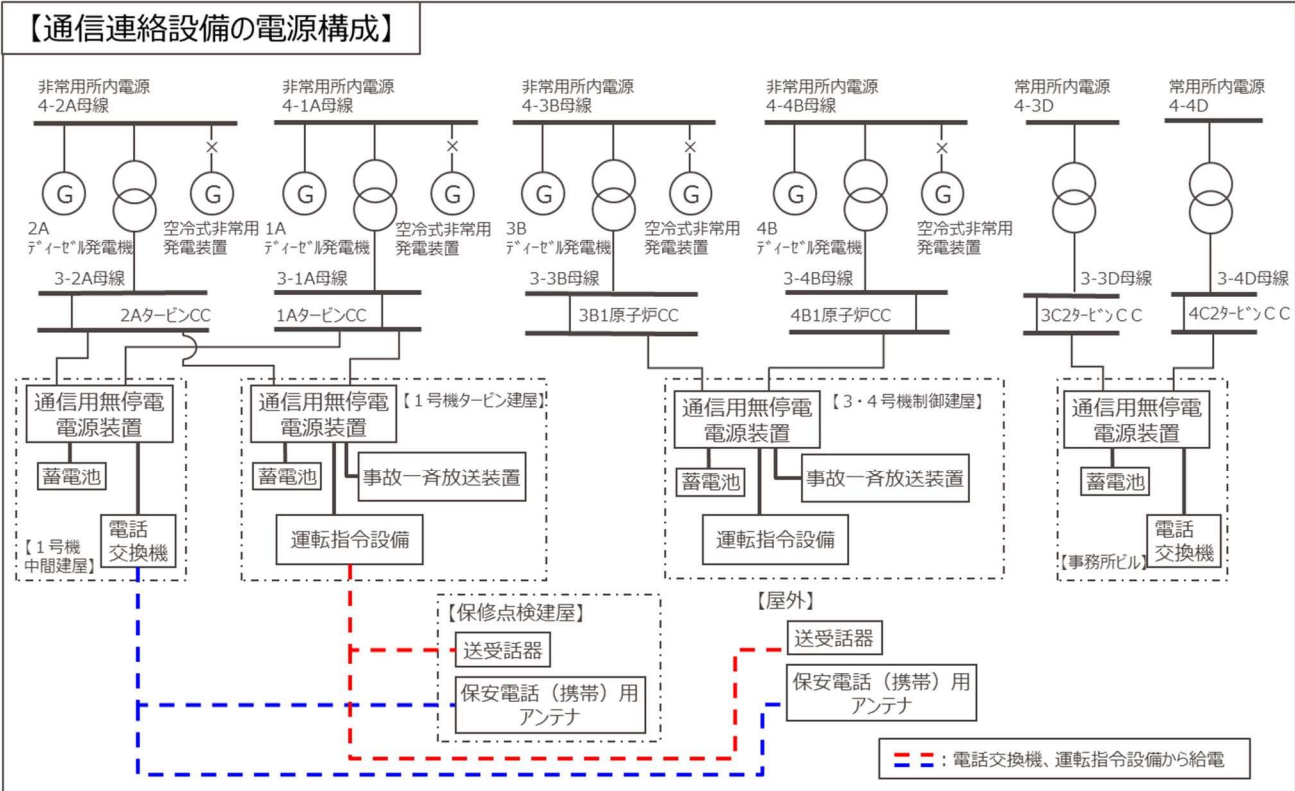 【通信連絡設備の電源構成】
非常用所内電源
4-2A母線
非常用所内電源
4-1A母線
非常用所内電源
4-3B母線
非常用所内電源
4-4B母線
常用所内電源
4-3D
常用所内電源
4-4D
×
×
×
×
G
G
G
G
G
G
G
G
2A
ディーゼル発電機
空冷式非常用
発電装置
1A
ディーゼル発電機
空冷式非常用
発電装置
3B
ディーゼル発電機
空冷式非常用
発電装置
4B
ディーゼル発電機
空冷式非常用
発電装置
3-2A母線
3-1A母線
3-3B母線
3-4B母線
3-3D母線
3-4D母線
2AタービンCC
1AタービンCC
3B1原子炉CC
4B1原子炉CC
3C2タービンCC
4C2タービンCC
通信用無停電
電源装置
蓄電池
電話
交換機
【1号機
中間建屋】
通信用無停電
電源装置
【1号機タービン建屋】
蓄電池
事故一斉放送装置
運転指令設備
通信用無停電
電源装置
【3・4号機制御建屋】
蓄電池
事故一斉放送装置
運転指令設備
通信用無停電
電源装置
蓄電池
電話
交換機
【事務所ビル】
【保修点検建屋】
送受話器
保安電話(携帯)用
アンテナ
【屋外】
送受話器
保安電話(携帯)用
アンテナ
:電話交換機、運転指令設備から給電